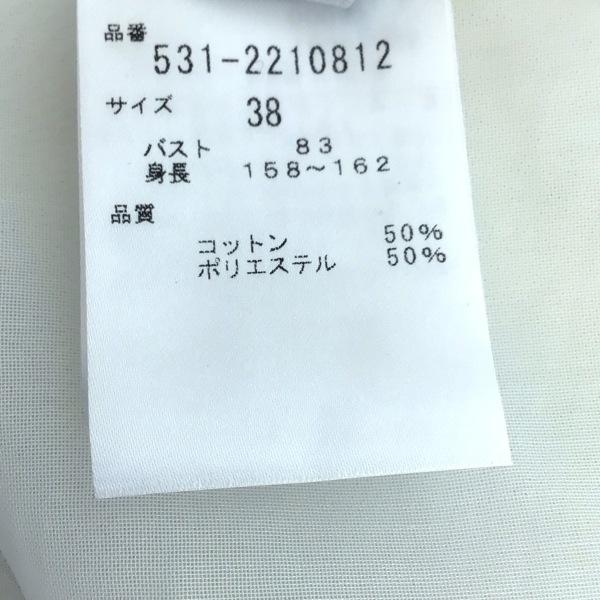 品番
531-2210812
サイズ 38
バスト 83
身長 158～162
品質
コットン 50%
ポリエステル 50%